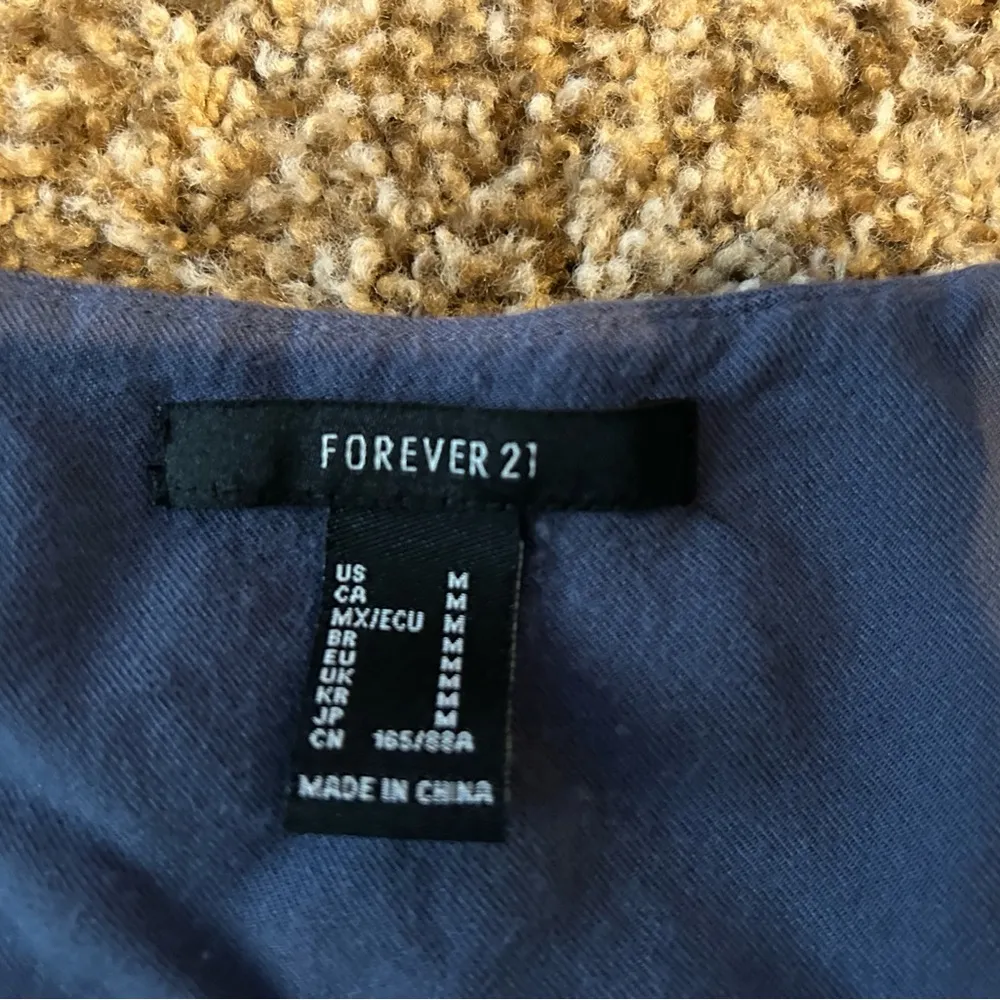 FOREVER 21
US M
CA M
MX/ECU M
BR M
EU M
UK M
KR M
JP M
CN 165/88A
MADE IN CHINA